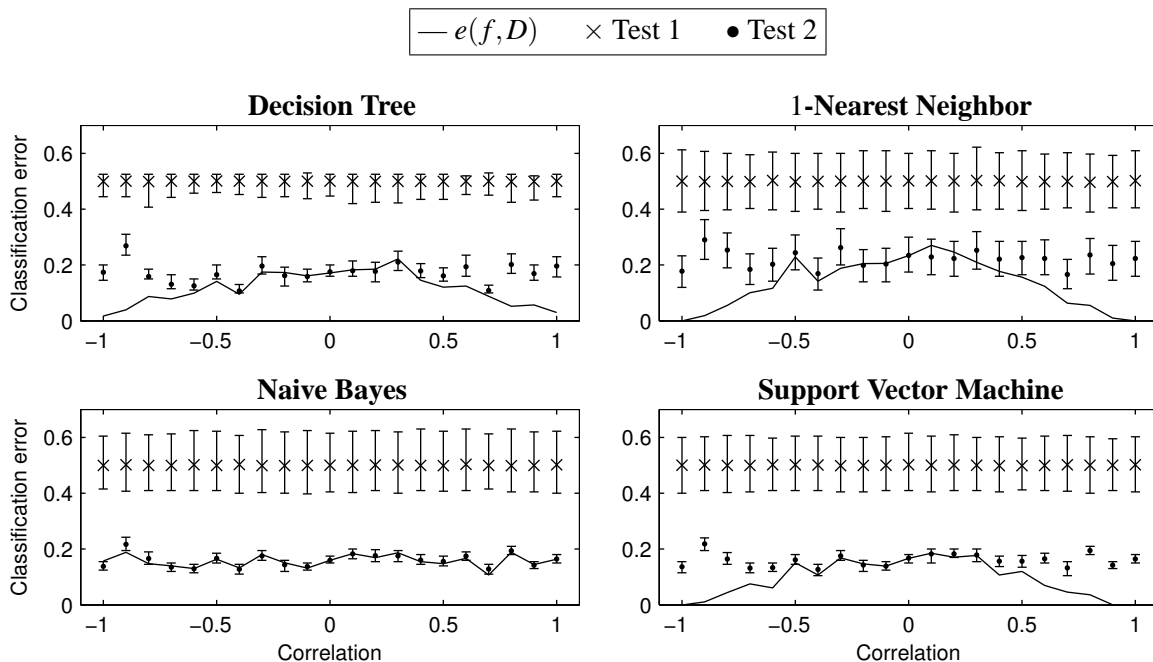 — e(f,D) × Test 1 • Test 2
Decision Tree
1-Nearest Neighbor
Classification error
0.6
0.4
0.2
0
−1 −0.5 0 0.5 1
0.6
0.4
0.2
0
−1 −0.5 0 0.5 1
Naive Bayes
Support Vector Machine
Classification error
0.6
0.4
0.2
0
−1 −0.5 0 0.5 1
Correlation
0.6
0.4
0.2
0
−1 −0.5 0 0.5 1
Correlation